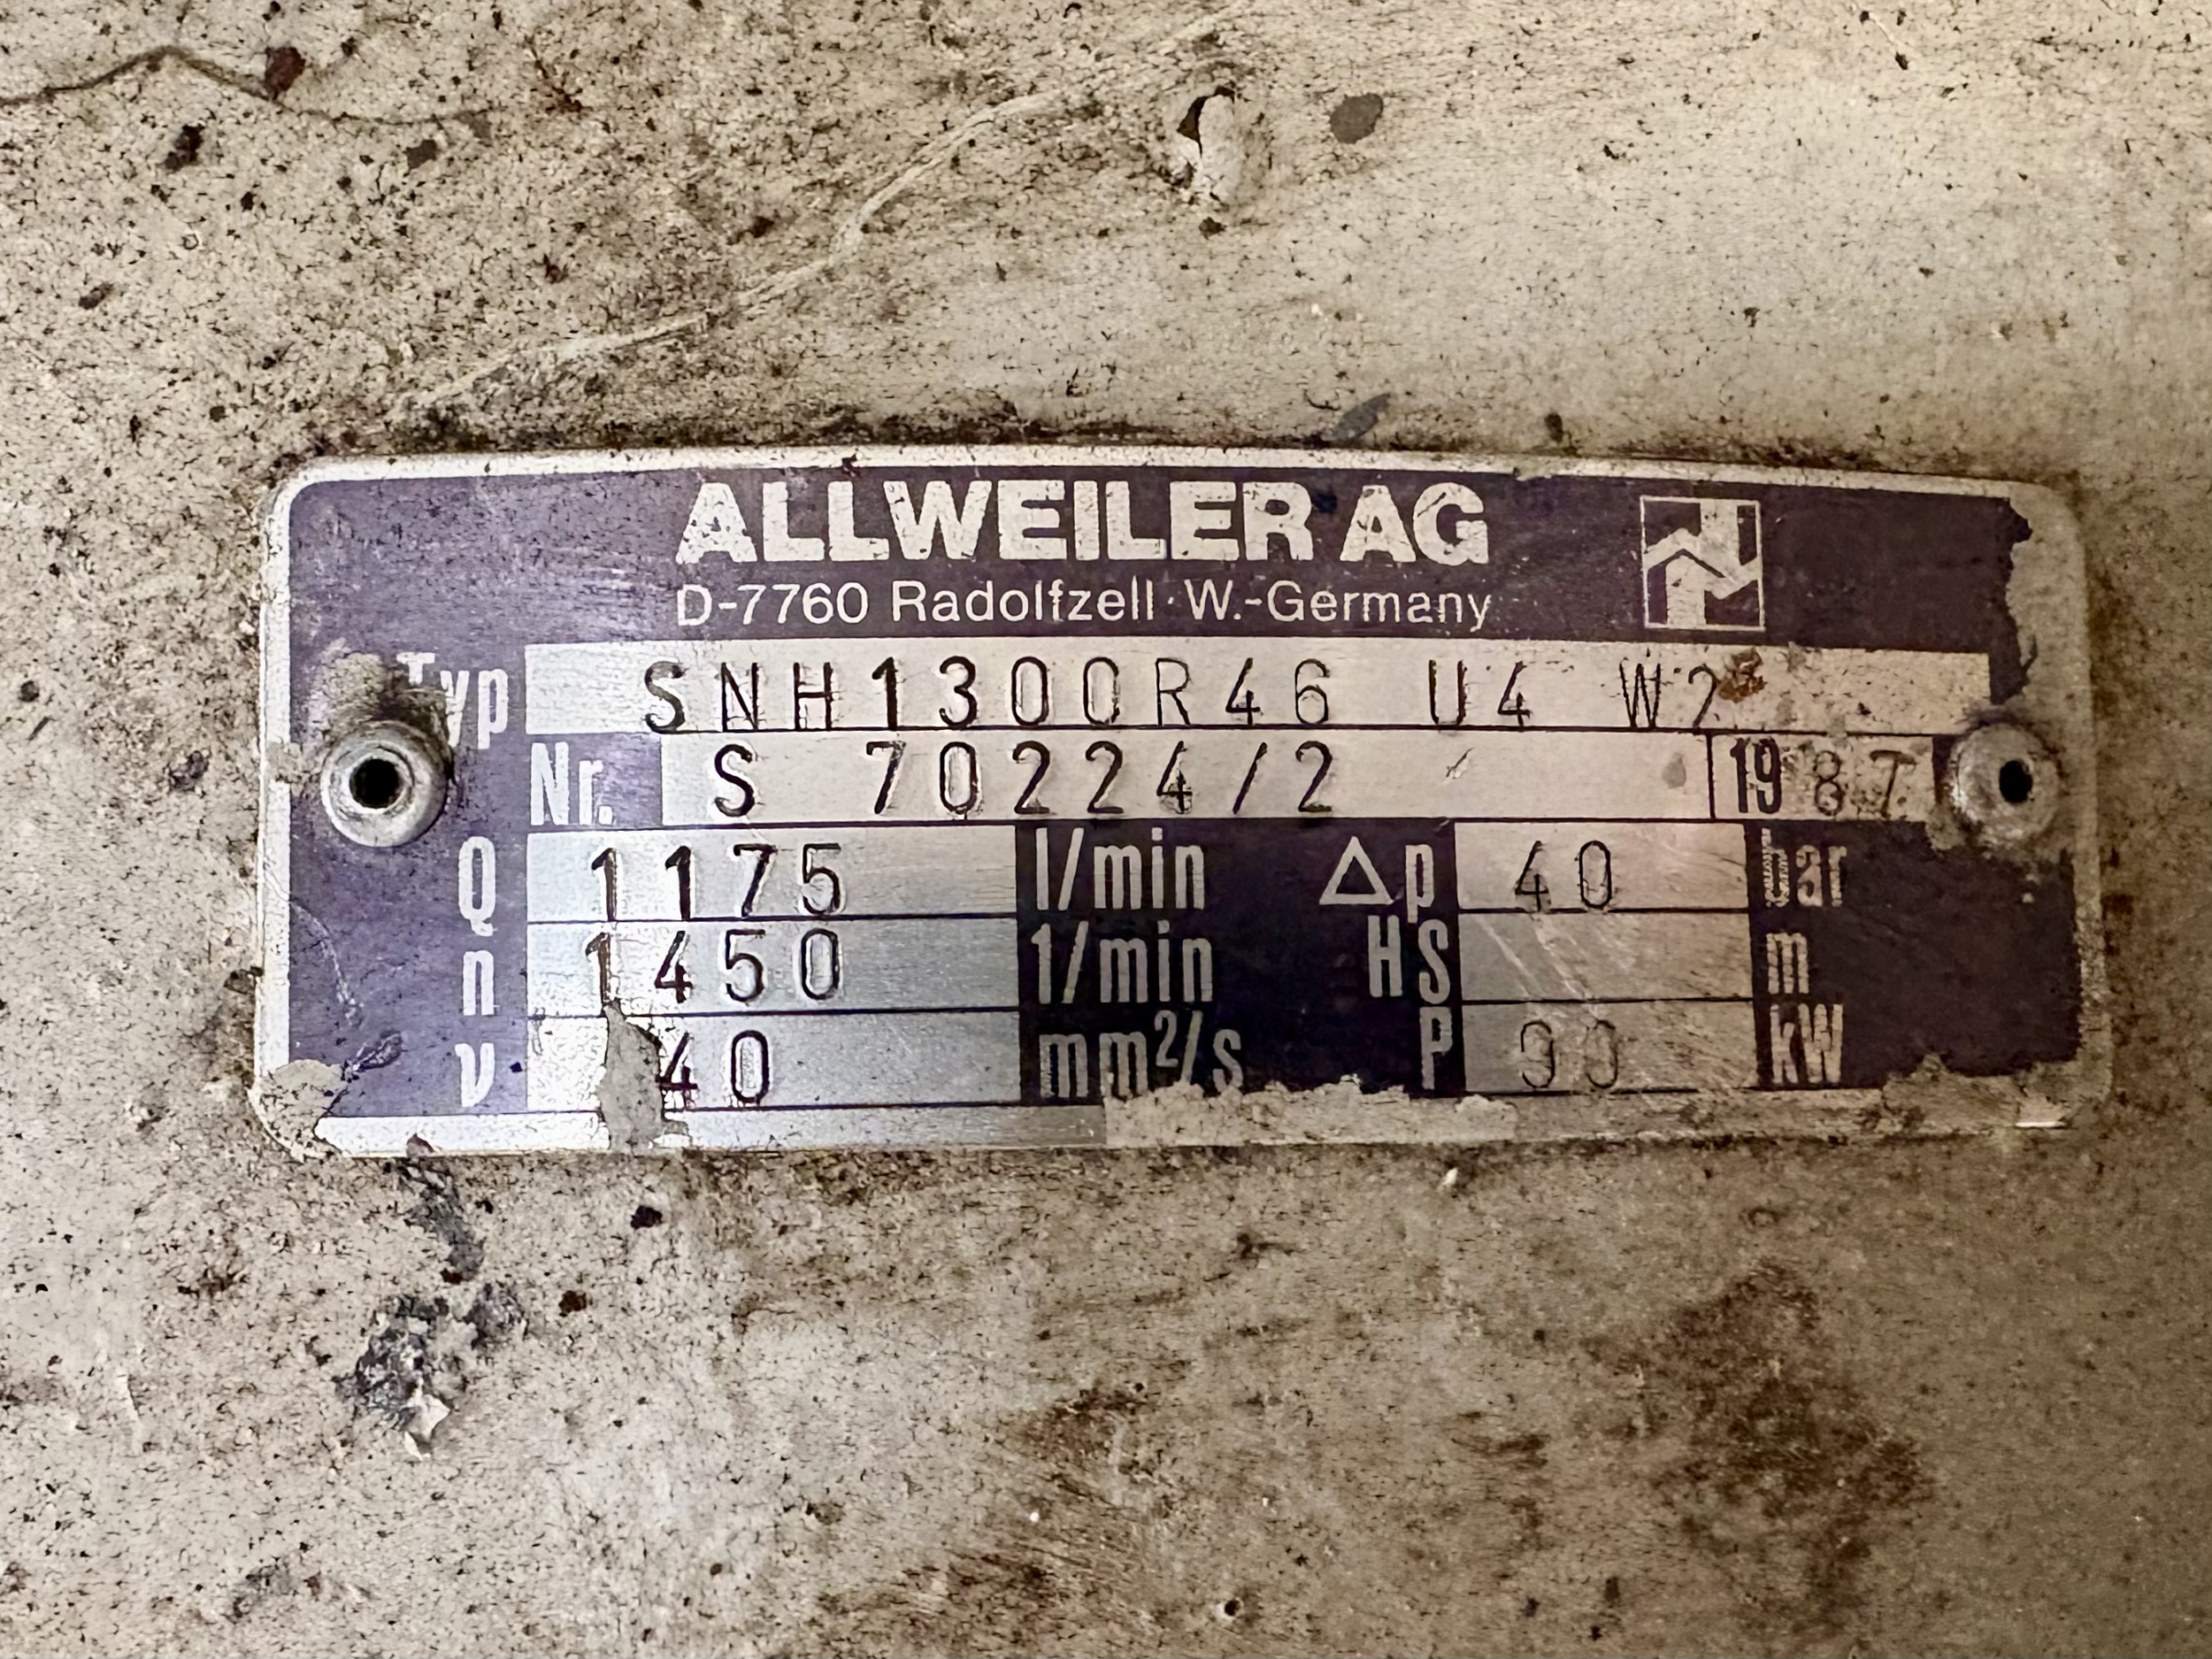 ALLWEILER AG
D-7760 Radolfzell · W.-Germany
Typ SNH1300R46 U4 W2
Nr. S 70224/2 1987
Q 1175 l/min Δp 40 bar
n 1450 1/min HS m
ν 40 mm²/s P 90 kW